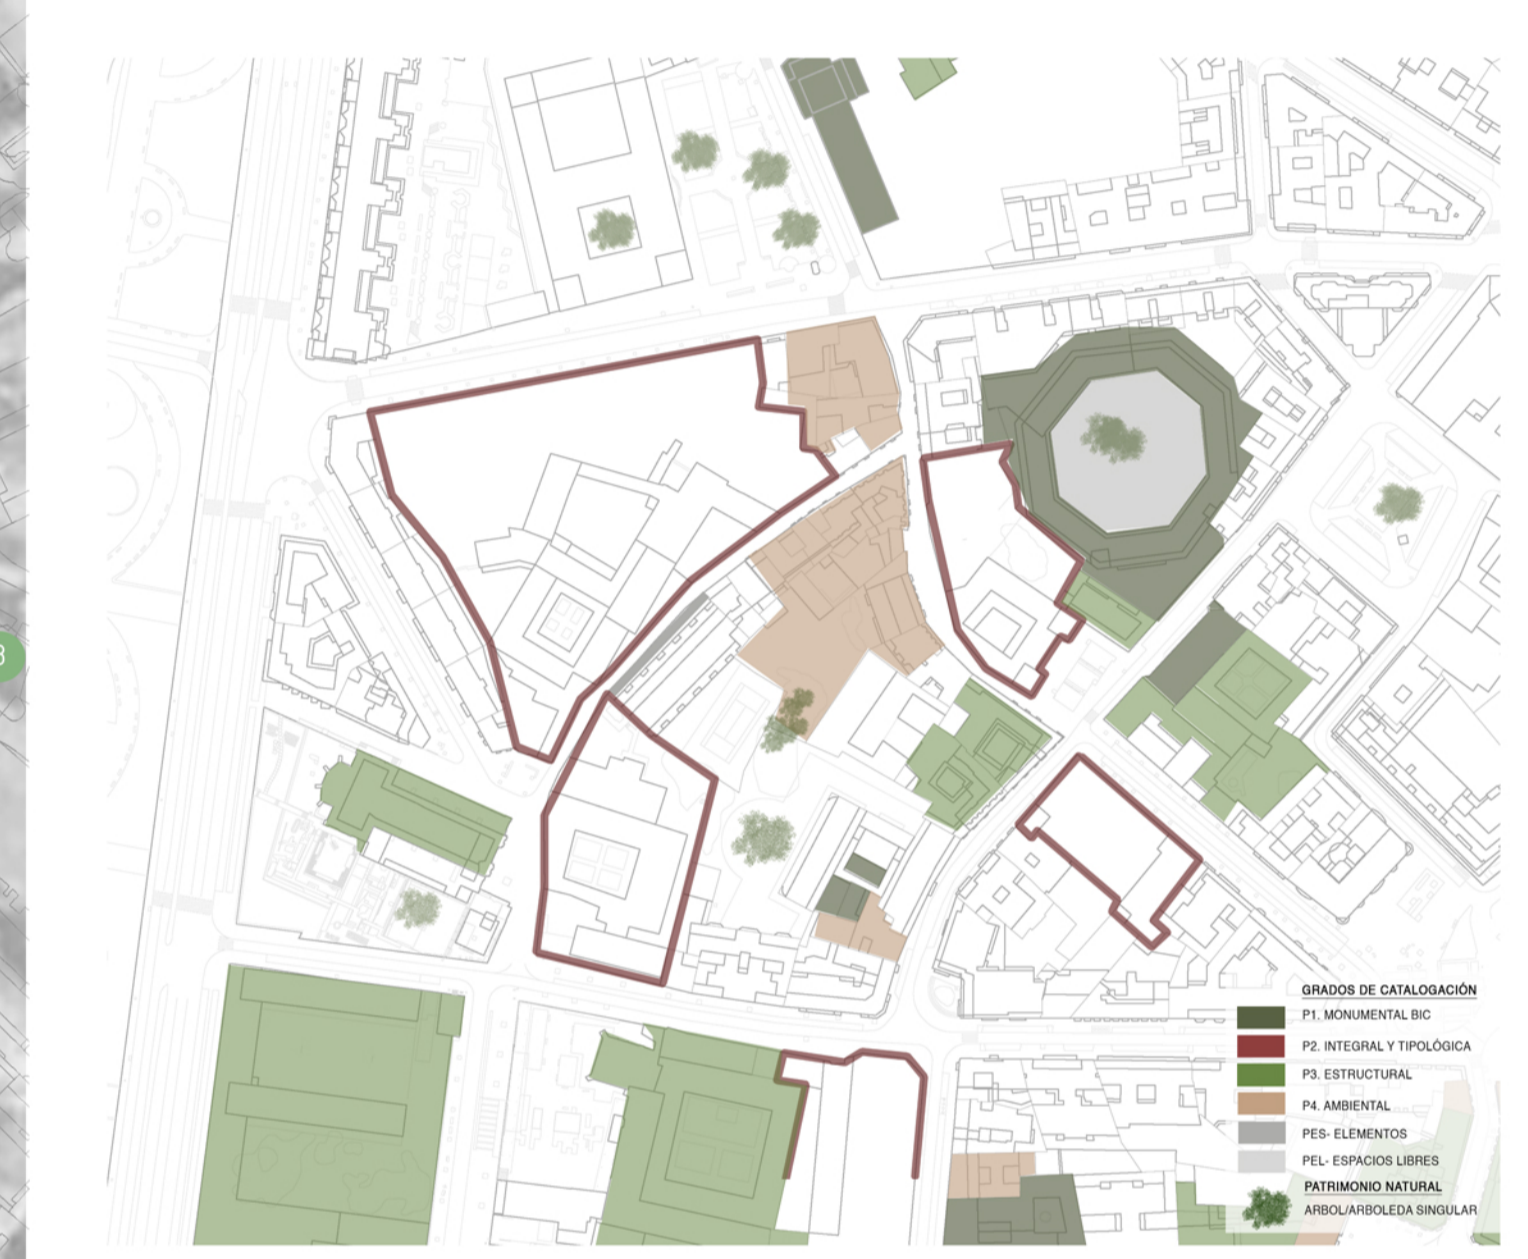 3
GRADOS DE CATALOGACIÓN
P1. MONUMENTAL BIC
P2. INTEGRAL Y TIPOLÓGICA
P3. ESTRUCTURAL
P4. AMBIENTAL
PES- ELEMENTOS
PEL- ESPACIOS LIBRES
PATRIMONIO NATURAL
ARBOL/ARBOLEDA SINGULAR